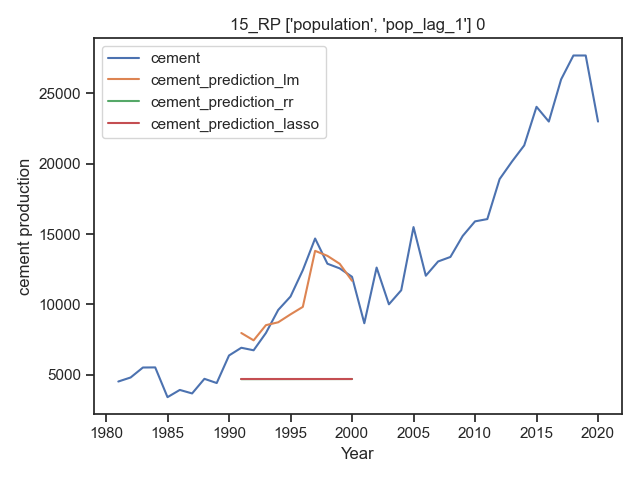 15_RP ['population', 'pop_lag_1'] 0
cement
cement_prediction_lm
cement_prediction_rr
cement_prediction_lasso
cement production
25000
20000
15000
10000
5000
1980 1985 1990 1995 2000 2005 2010 2015 2020
Year